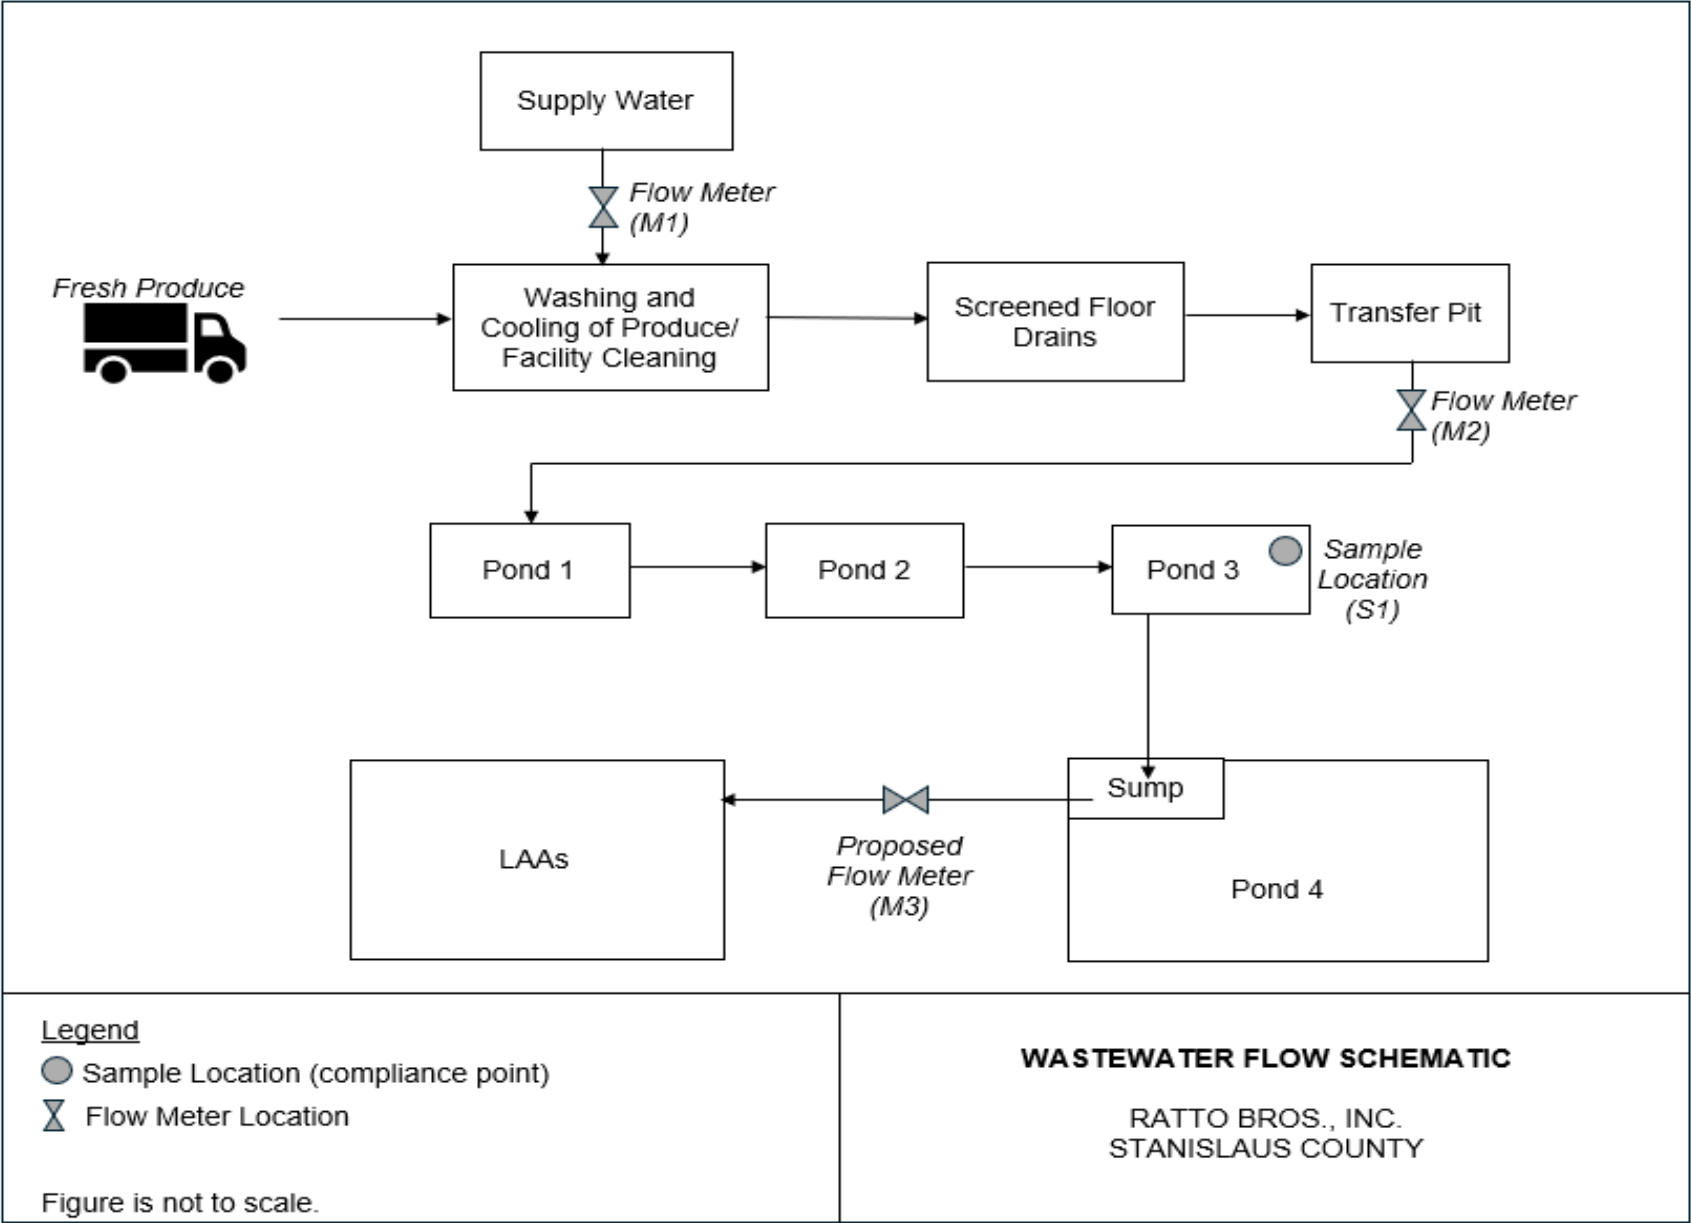 Supply Water
Flow Meter
(M1)
Fresh Produce
Washing and
Cooling of Produce/
Facility Cleaning
Screened Floor
Drains
Transfer Pit
Flow Meter
(M2)
Pond 1
Pond 2
Pond 3
Sample
Location
(S1)
Sump
Pond 4
Proposed
Flow Meter
(M3)
LAAs
Legend
Sample Location (compliance point)
Flow Meter Location
Figure is not to scale.
WASTEWATER FLOW SCHEMATIC
RATTO BROS., INC.
STANISLAUS COUNTY